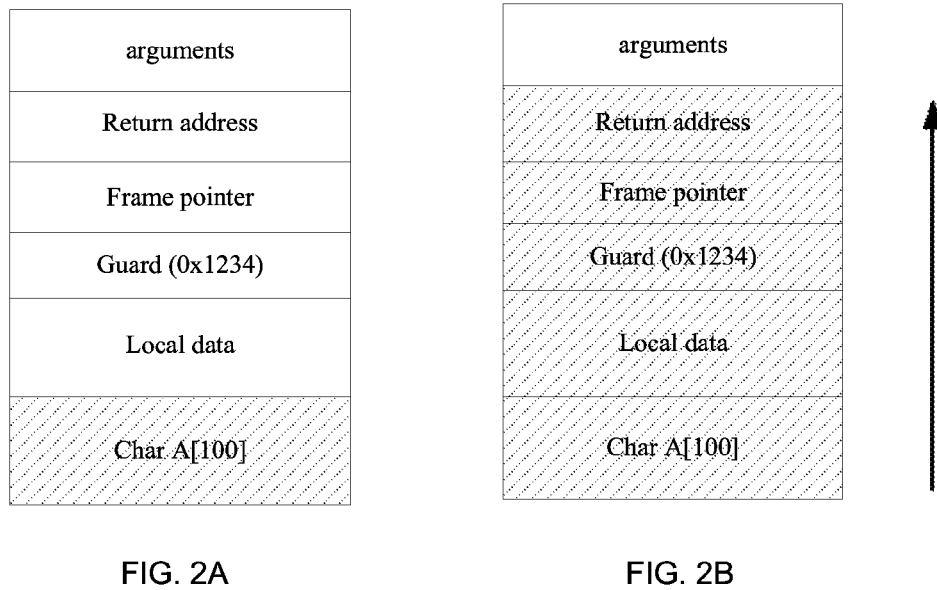 arguments
Return address
Frame pointer
Guard (0x1234)
Local data
Char A[100]
FIG. 2A
arguments
Return address
Frame pointer
Guard (0x1234)
Local data
Char A[100]
FIG. 2B